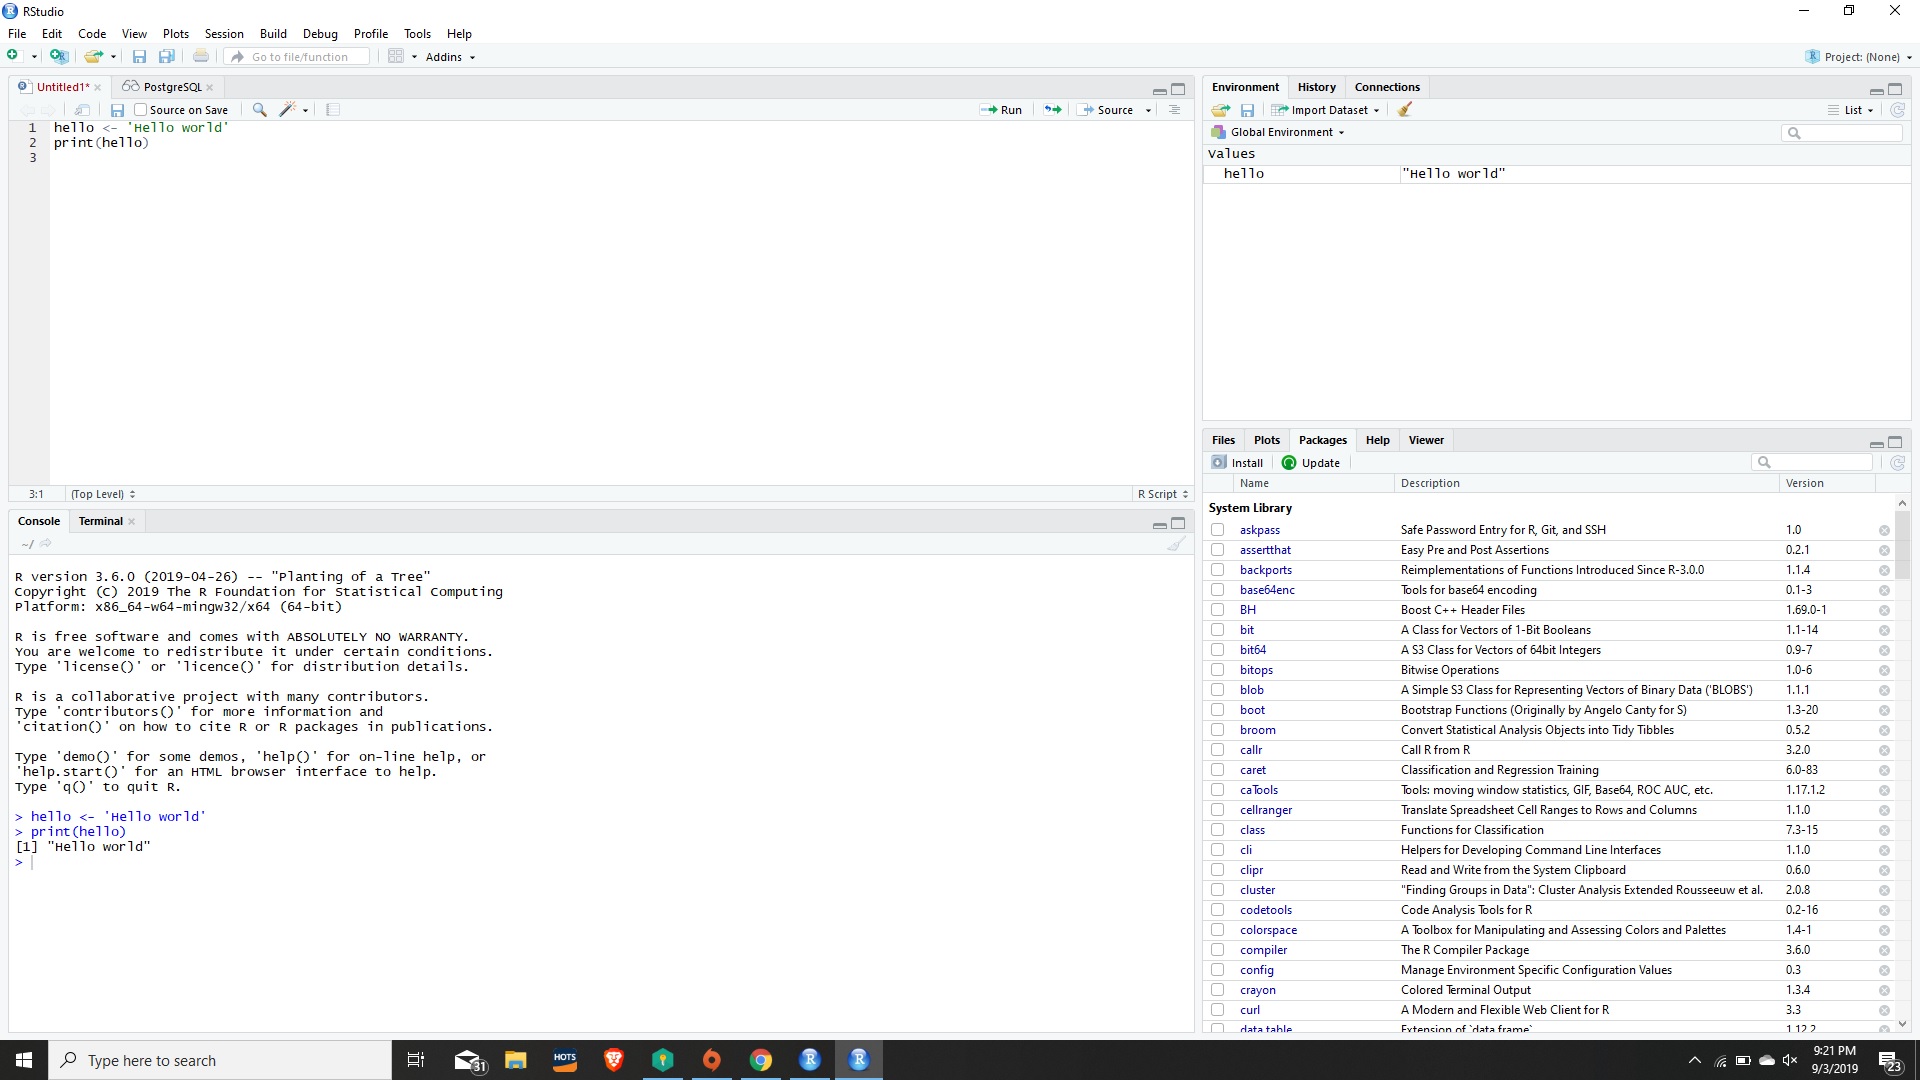 RStudio
File Edit Code View Plots Session Build Debug Profile Tools Help
Go to file/function Addins Project: (None)
Untitled1* PostgreSQL
Source on Save Run Source
1 hello <- 'Hello world'
2 print(hello)
3
3:1 (Top Level) R Script
Console Terminal
~/
R version 3.6.0 (2019-04-26) -- "Planting of a Tree"
Copyright (C) 2019 The R Foundation for Statistical Computing
Platform: x86_64-w64-mingw32/x64 (64-bit)
R is free software and comes with ABSOLUTELY NO WARRANTY.
You are welcome to redistribute it under certain conditions.
Type 'license()' or 'licence()' for distribution details.
R is a collaborative project with many contributors.
Type 'contributors()' for more information and
'citation()' on how to cite R or R packages in publications.
Type 'demo()' for some demos, 'help()' for on-line help, or
'help.start()' for an HTML browser interface to help.
Type 'q()' to quit R.
> hello <- 'Hello world'
> print(hello)
[1] "Hello world"
>
Environment History Connections
Import Dataset List
Global Environment
Values
hello "Hello world"
Files Plots Packages Help Viewer
Install Update
Name Description Version
System Library
askpass Safe Password Entry for R, Git, and SSH 1.0
assertthat Easy Pre and Post Assertions 0.2.1
backports Reimplementations of Functions Introduced Since R-3.0.0 1.1.4
base64enc Tools for base64 encoding 0.1-3
BH Boost C++ Header Files 1.69.0-1
bit A Class for Vectors of 1-Bit Booleans 1.1-14
bit64 A S3 Class for Vectors of 64bit Integers 0.9-7
bitops Bitwise Operations 1.0-6
blob A Simple S3 Class for Representing Vectors of Binary Data ('BLOBS') 1.1.1
boot Bootstrap Functions (Originally by Angelo Canty for S) 1.3-20
broom Convert Statistical Analysis Objects into Tidy Tibbles 0.5.2
callr Call R from R 3.2.0
caret Classification and Regression Training 6.0-83
caTools Tools: moving window statistics, GIF, Base64, ROC AUC, etc. 1.17.1.2
cellranger Translate Spreadsheet Cell Ranges to Rows and Columns 1.1.0
class Functions for Classification 7.3-15
cli Helpers for Developing Command Line Interfaces 1.1.0
clipr Read and Write from the System Clipboard 0.6.0
cluster "Finding Groups in Data": Cluster Analysis Extended Rousseeuw et al. 2.0.8
codetools Code Analysis Tools for R 0.2-16
colorspace A Toolbox for Manipulating and Assessing Colors and Palettes 1.4-1
compiler The R Compiler Package 3.6.0
config Manage Environment Specific Configuration Values 0.3
crayon Colored Terminal Output 1.3.4
curl A Modern and Flexible Web Client for R 3.3
data.table Extension of `data.frame` 1.12.2
Type here to search 31 HOTS 9:21 PM
9/3/2019 23